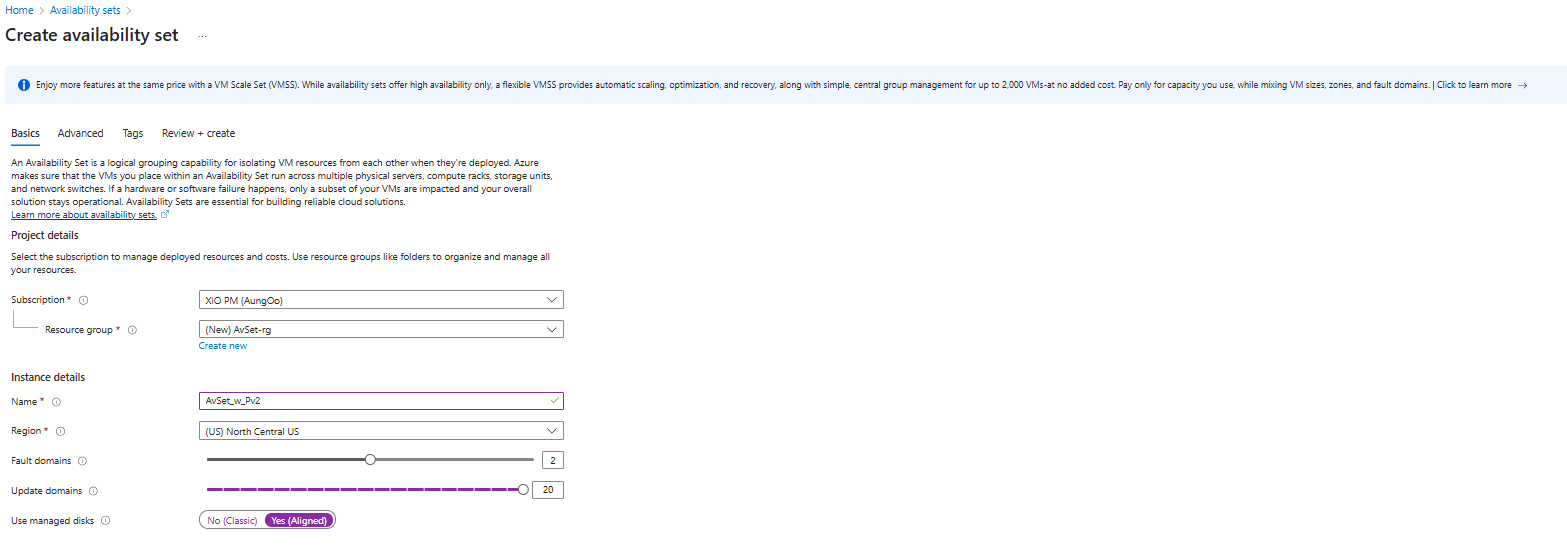 Home > Availability sets >
Create availability set ...
Enjoy more features at the same price with a VM Scale Set (VMSS). While availability sets offer high availability only, a flexible VMSS provides automatic scaling, optimization, and recovery, along with simple, central group management for up to 2,000 VMs-at no added cost. Pay only for capacity you use, while mixing VM sizes, zones, and fault domains. | Click to learn more →
Basics Advanced Tags Review + create
An Availability Set is a logical grouping capability for isolating VM resources from each other when they're deployed. Azure
makes sure that the VMs you place within an Availability Set run across multiple physical servers, compute racks, storage units,
and network switches. If a hardware or software failure happens, only a subset of your VMs are impacted and your overall
solution stays operational. Availability Sets are essential for building reliable cloud solutions.
Learn more about availability sets.
Project details
Select the subscription to manage deployed resources and costs. Use resource groups like folders to organize and manage all
your resources.
Subscription * XIO PM (AungOo)
Resource group * (New) AvSet-rg
Create new
Instance details
Name * AvSet_w_Pv2
Region * (US) North Central US
Fault domains 2
Update domains 20
Use managed disks No (Classic) Yes (Aligned)